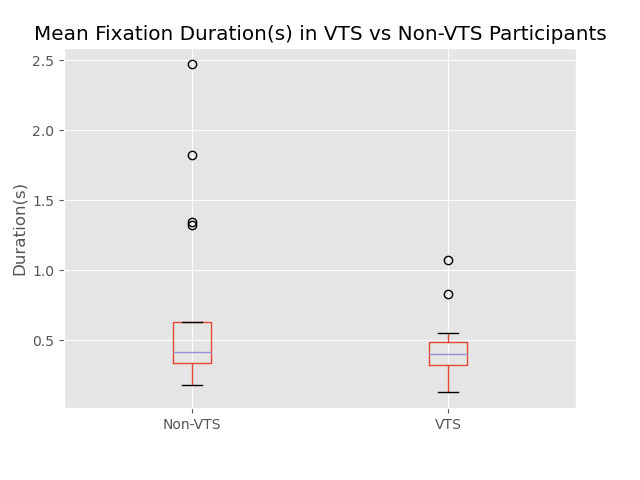 Mean Fixation Duration(s) in VTS vs Non-VTS Participants
2.5
2.0
1.5
1.0
0.5
Duration(s)
Non-VTS
VTS